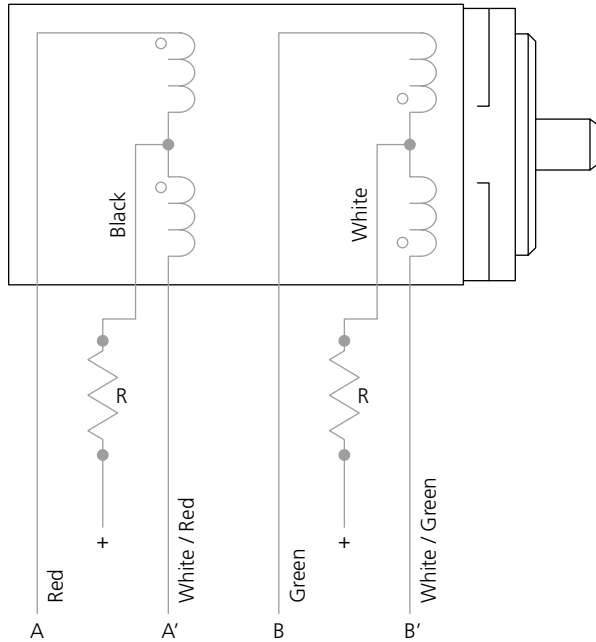 Black
White
R
R
+
+
Red
White / Red
Green
White / Green
A
A'
B
B'